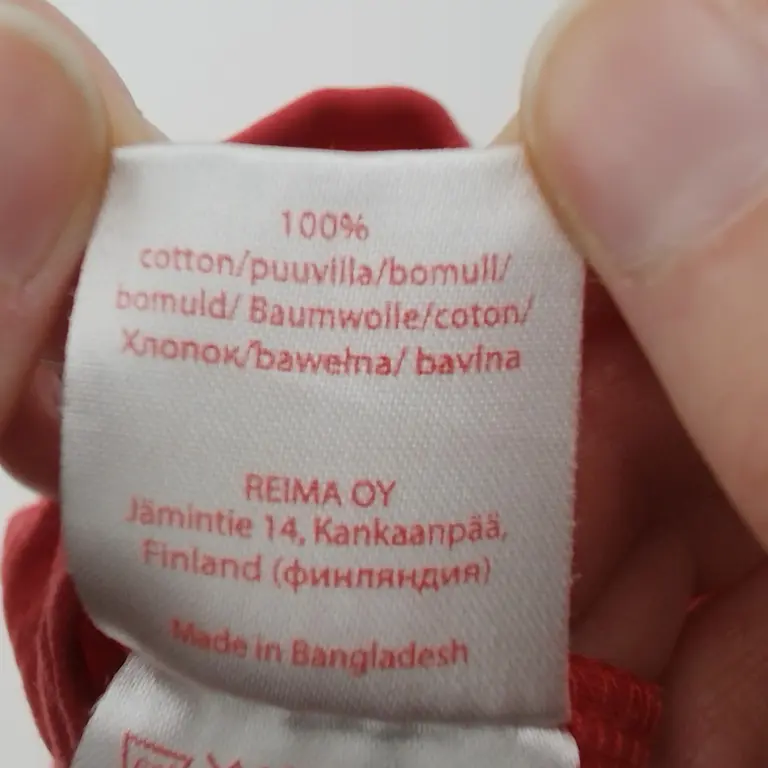 100%
cotton/puuvilla/bomull/
bomuld/ Baumwolle/coton/
Хлопок/bawełna/ bavlna
REIMA OY
Jämintie 14, Kankaanpää,
Finland (финляндия)
Made in Bangladesh